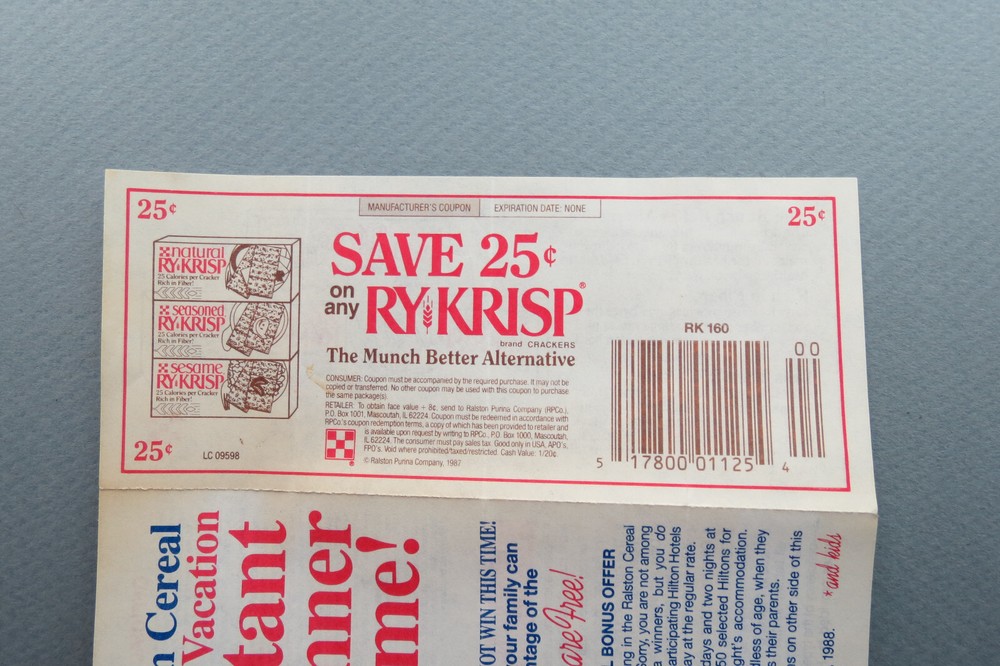 25¢
MANUFACTURER'S COUPON
EXPIRATION DATE: NONE
25¢
SAVE 25¢
on any RY KRISP®
brand CRACKERS
The Munch Better Alternative
natural
RY KRISP
25 Calories per Cracker
Rich in Fiber!
seasoned
RY KRISP
25 Calories per Cracker
Rich in Fiber!
sesame
RY KRISP
25 Calories per Cracker
Rich in Fiber!
CONSUMER: Coupon must be accompanied by the required purchase. It may not be
copied or transferred. No other coupon may be used with this coupon to purchase
the same package(s).
RETAILER: To obtain face value + 8¢, send to Ralston Purina Company (RPCo.),
P.O. Box 1001, Mascoutah, IL 62224. Coupon must be redeemed in accordance with
RPCo.'s coupon redemption terms, a copy of which has been provided to retailer and
is available upon request by writing to RPCo., P.O. Box 1000, Mascoutah,
IL 62224. The consumer must pay sales tax. Good only in USA, APO's,
FPO's. Void where prohibited/taxed/restricted. Cash Value: 1/20¢.
© Ralston Purina Company, 1987
RK 160
00
5 17800 01125 4
25¢
LC 09598
Cereal
Vacation
tant
nner
me!
OT WIN THIS TIME!
our family can
ntage of the
are Free!
BONUS OFFER
ng in the Ralston Cereal
Sorry, you are not among
a winners, but you do
articipating Hilton Hotels
ay at the regular rate.
days and two nights at
50 selected Hiltons for
ght's accommodation.
dless of age, when they
s their parents.
s on other side of this
1988.
*and kids